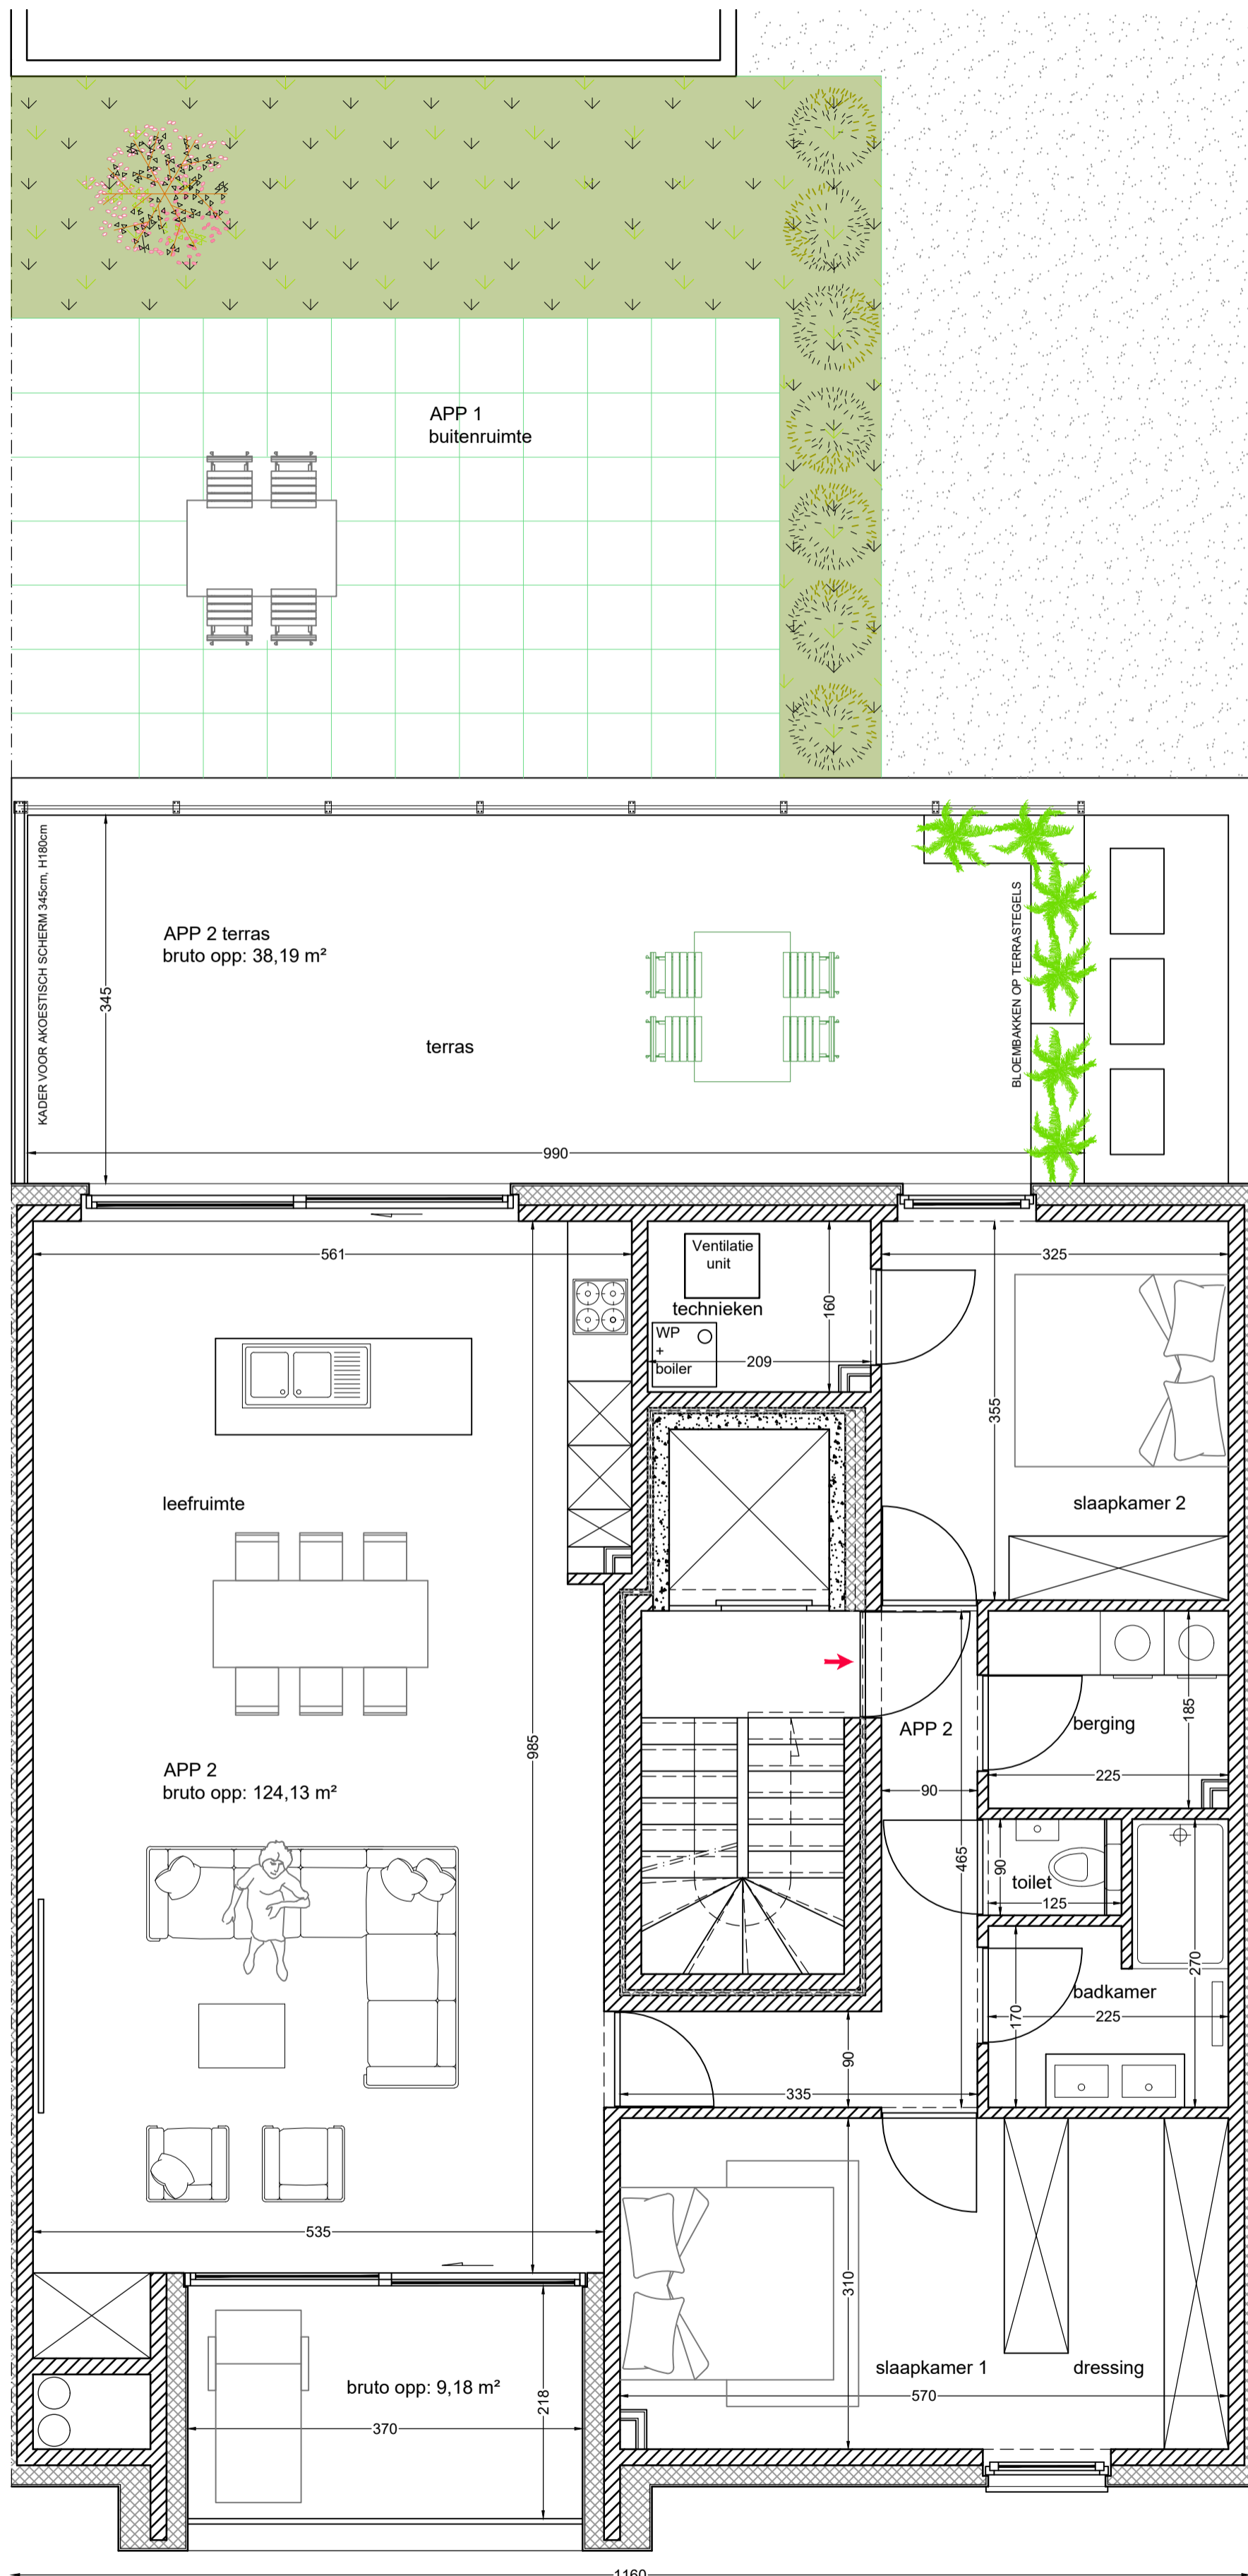 APP 1
buitenruimte
KADER VOOR AKOESTISCH SCHERM 345cm, H180cm
345
APP 2 terras
bruto opp: 38,19 m²
terras
BLOEMBAKKEN OP TERRASTEGELS
990
561
Ventilatie
unit
technieken
160
WP
+
boiler
209
325
355
slaapkamer 2
leefruimte
985
APP 2
bruto opp: 124,13 m²
APP 2
90
465
berging
185
225
90
toilet
125
270
badkamer
170
225
90
335
535
310
slaapkamer 1
dressing
570
bruto opp: 9,18 m²
218
370
1160